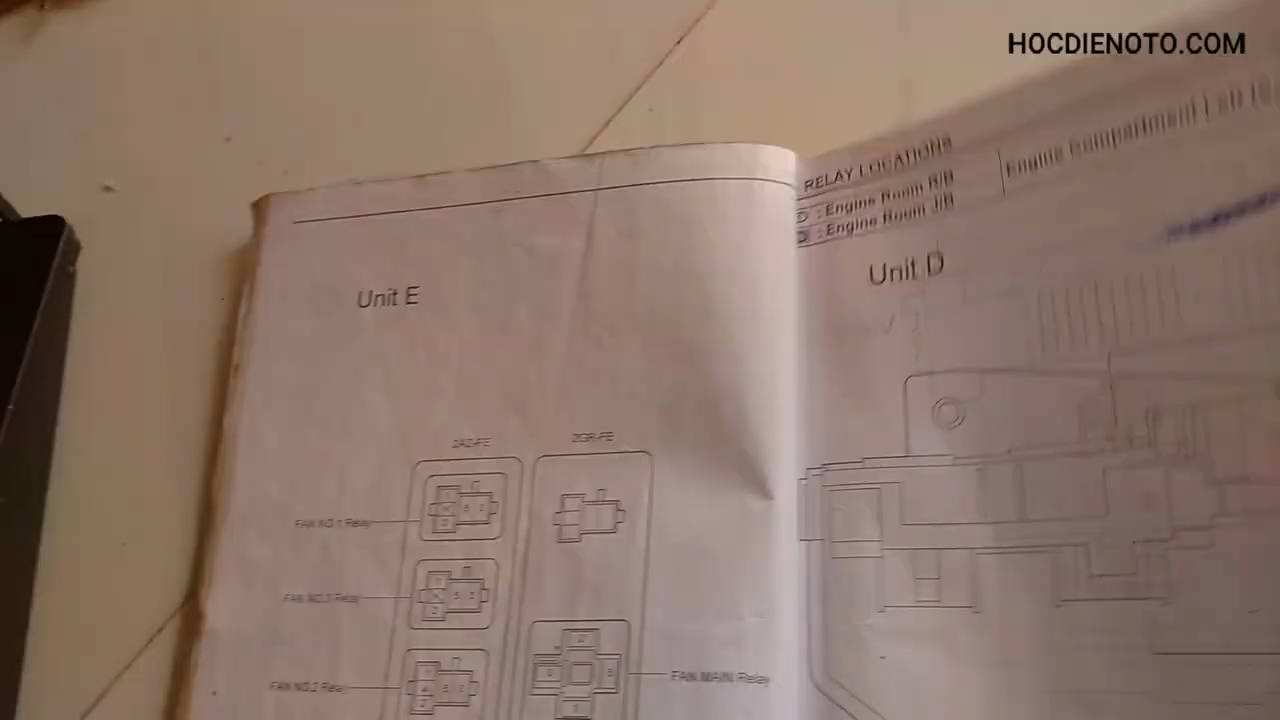 HOCDIENOTO.COM
Unit E
2AZ-FE
2GR-FE
FAN NO.1 Relay
FAN NO.3 Relay
FAN NO.2 Relay
FAN MAIN Relay
RELAY LOCATIONS
: Engine Room R/B
: Engine Room J/B
Engine Compartment Left
Unit D